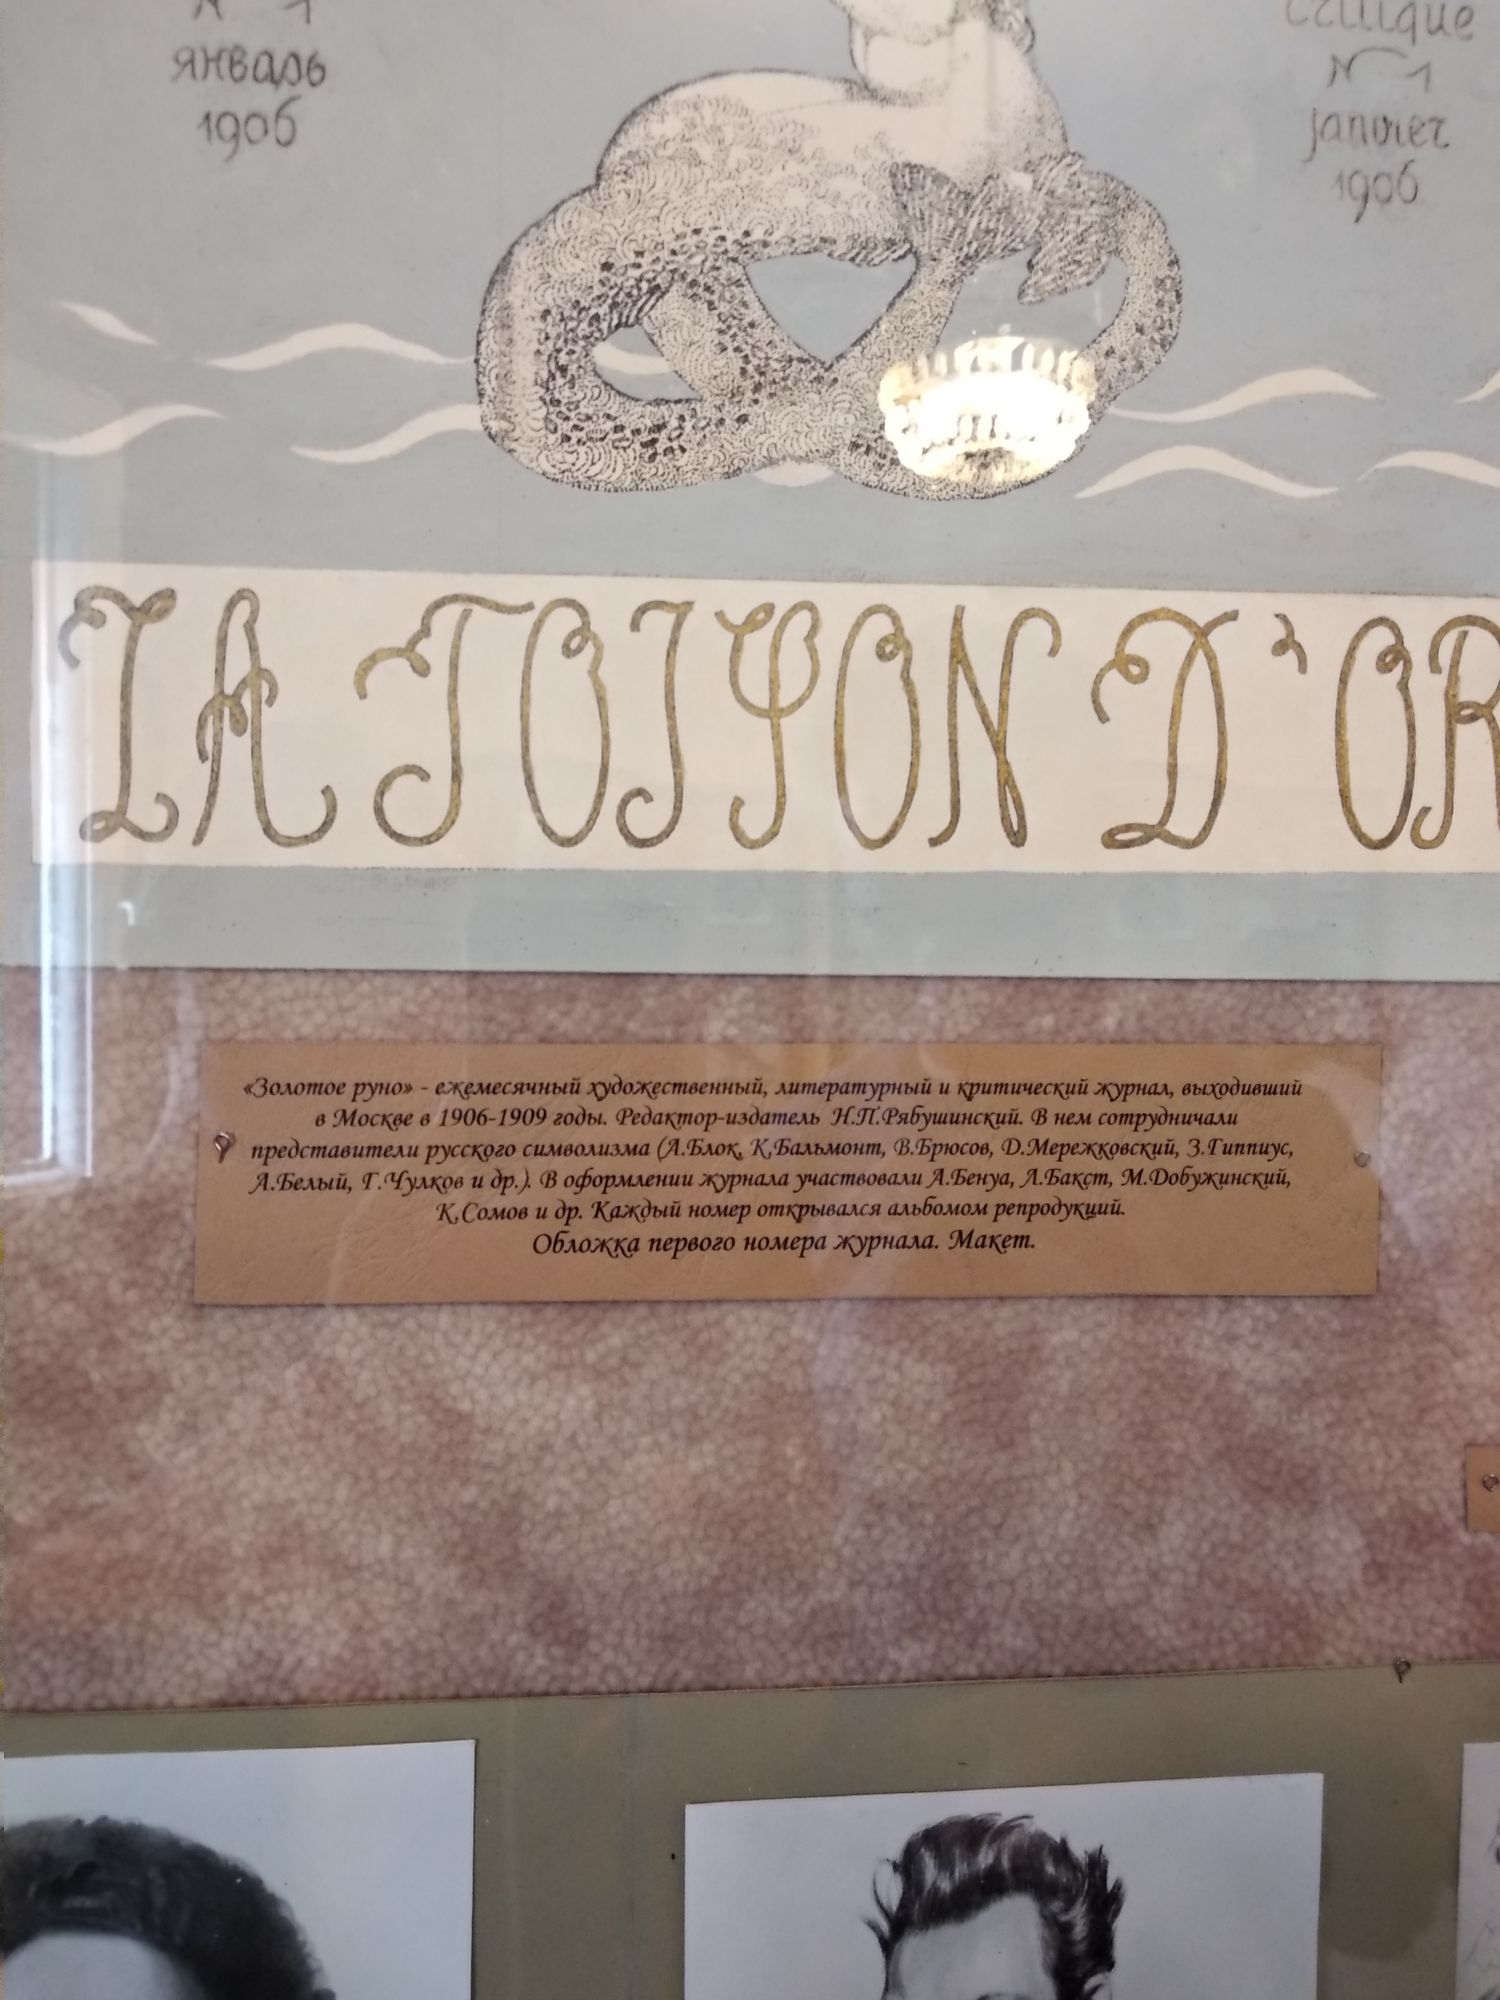 N 1
январь
1906
critique
N 1
janvier
1906
LA TOISON D'OR
«Золотое руно» - ежемесячный художественный, литературный и критический журнал, выходивший
в Москве в 1906-1909 годы. Редактор-издатель Н.П.Рябушинский. В нем сотрудничали
представители русского символизма (А.Блок, К.Бальмонт, В.Брюсов, D.Мережковский, З.Гиппиус,
А.Белый, Г.Чулков и др.). В оформлении журнала участвовали А.Бенуа, Л.Бакст, М.Добужинский,
К.Сомов и др. Каждый номер открывался альбомом репродукций.
Обложка первого номера журнала. Макет.